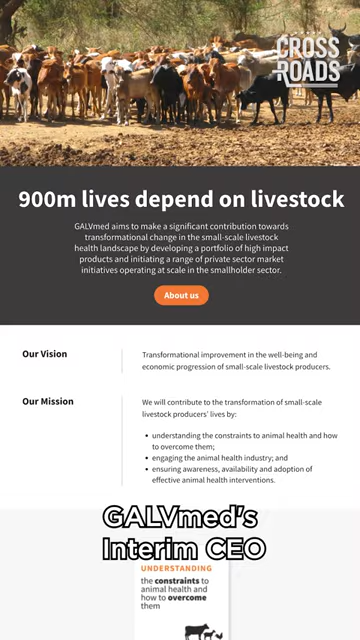 CROSS
ROADS
900m lives depend on livestock
GALVmed aims to make a significant contribution towards
transformational change in the small-scale livestock
health landscape by developing a portfolio of high impact
products and initiating a range of private sector market
initiatives operating at scale in the smallholder sector.
About us
Our Vision
Transformational improvement in the well-being and
economic progression of small-scale livestock producers.
Our Mission
We will contribute to the transformation of small-scale
livestock producers' lives by:
• understanding the constraints to animal health and how
to overcome them;
• engaging the animal health industry; and
• ensuring awareness, availability and adoption of
effective animal health interventions.
GALVmed's
Interim CEO
UNDERSTANDING
the constraints to
animal health and
how to overcome
them